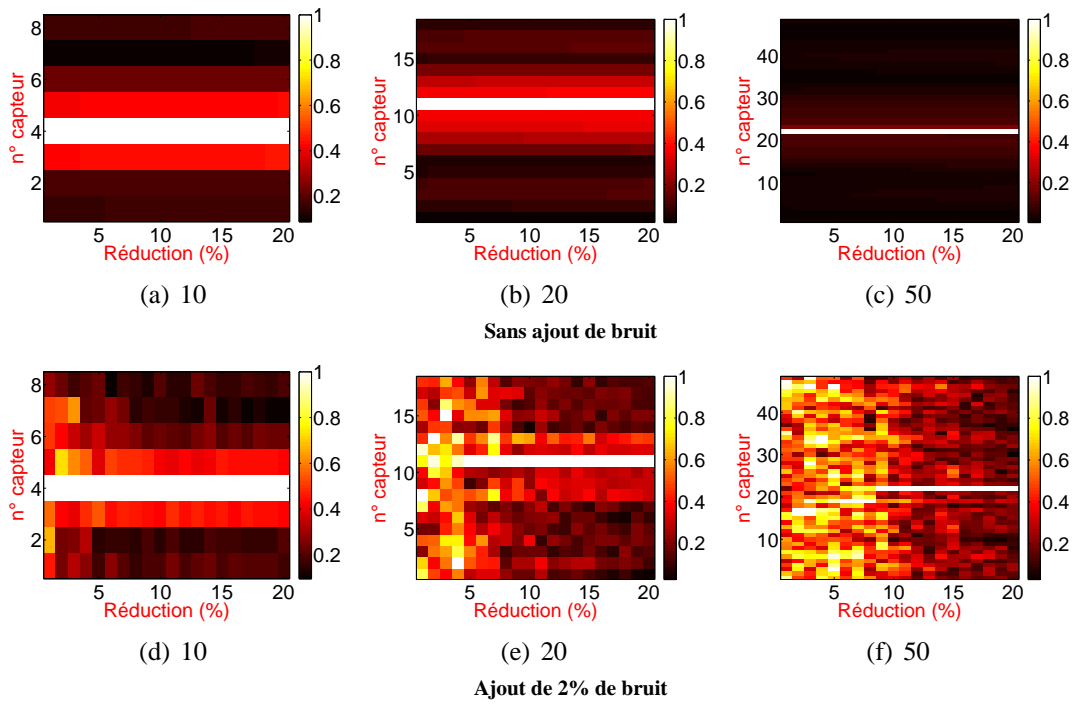 8
6
4
2
n° capteur
5 10 15 20
Réduction (%)
1
0.8
0.6
0.4
0.2
(a) 10
15
10
5
n° capteur
5 10 15 20
Réduction (%)
1
0.8
0.6
0.4
0.2
(b) 20
40
30
20
10
n° capteur
5 10 15 20
Réduction (%)
1
0.8
0.6
0.4
0.2
(c) 50
Sans ajout de bruit
8
6
4
2
n° capteur
5 10 15 20
Réduction (%)
1
0.8
0.6
0.4
0.2
(d) 10
15
10
5
n° capteur
5 10 15 20
Réduction (%)
1
0.8
0.6
0.4
0.2
(e) 20
40
30
20
10
n° capteur
5 10 15 20
Réduction (%)
1
0.8
0.6
0.4
0.2
(f) 50
Ajout de 2% de bruit